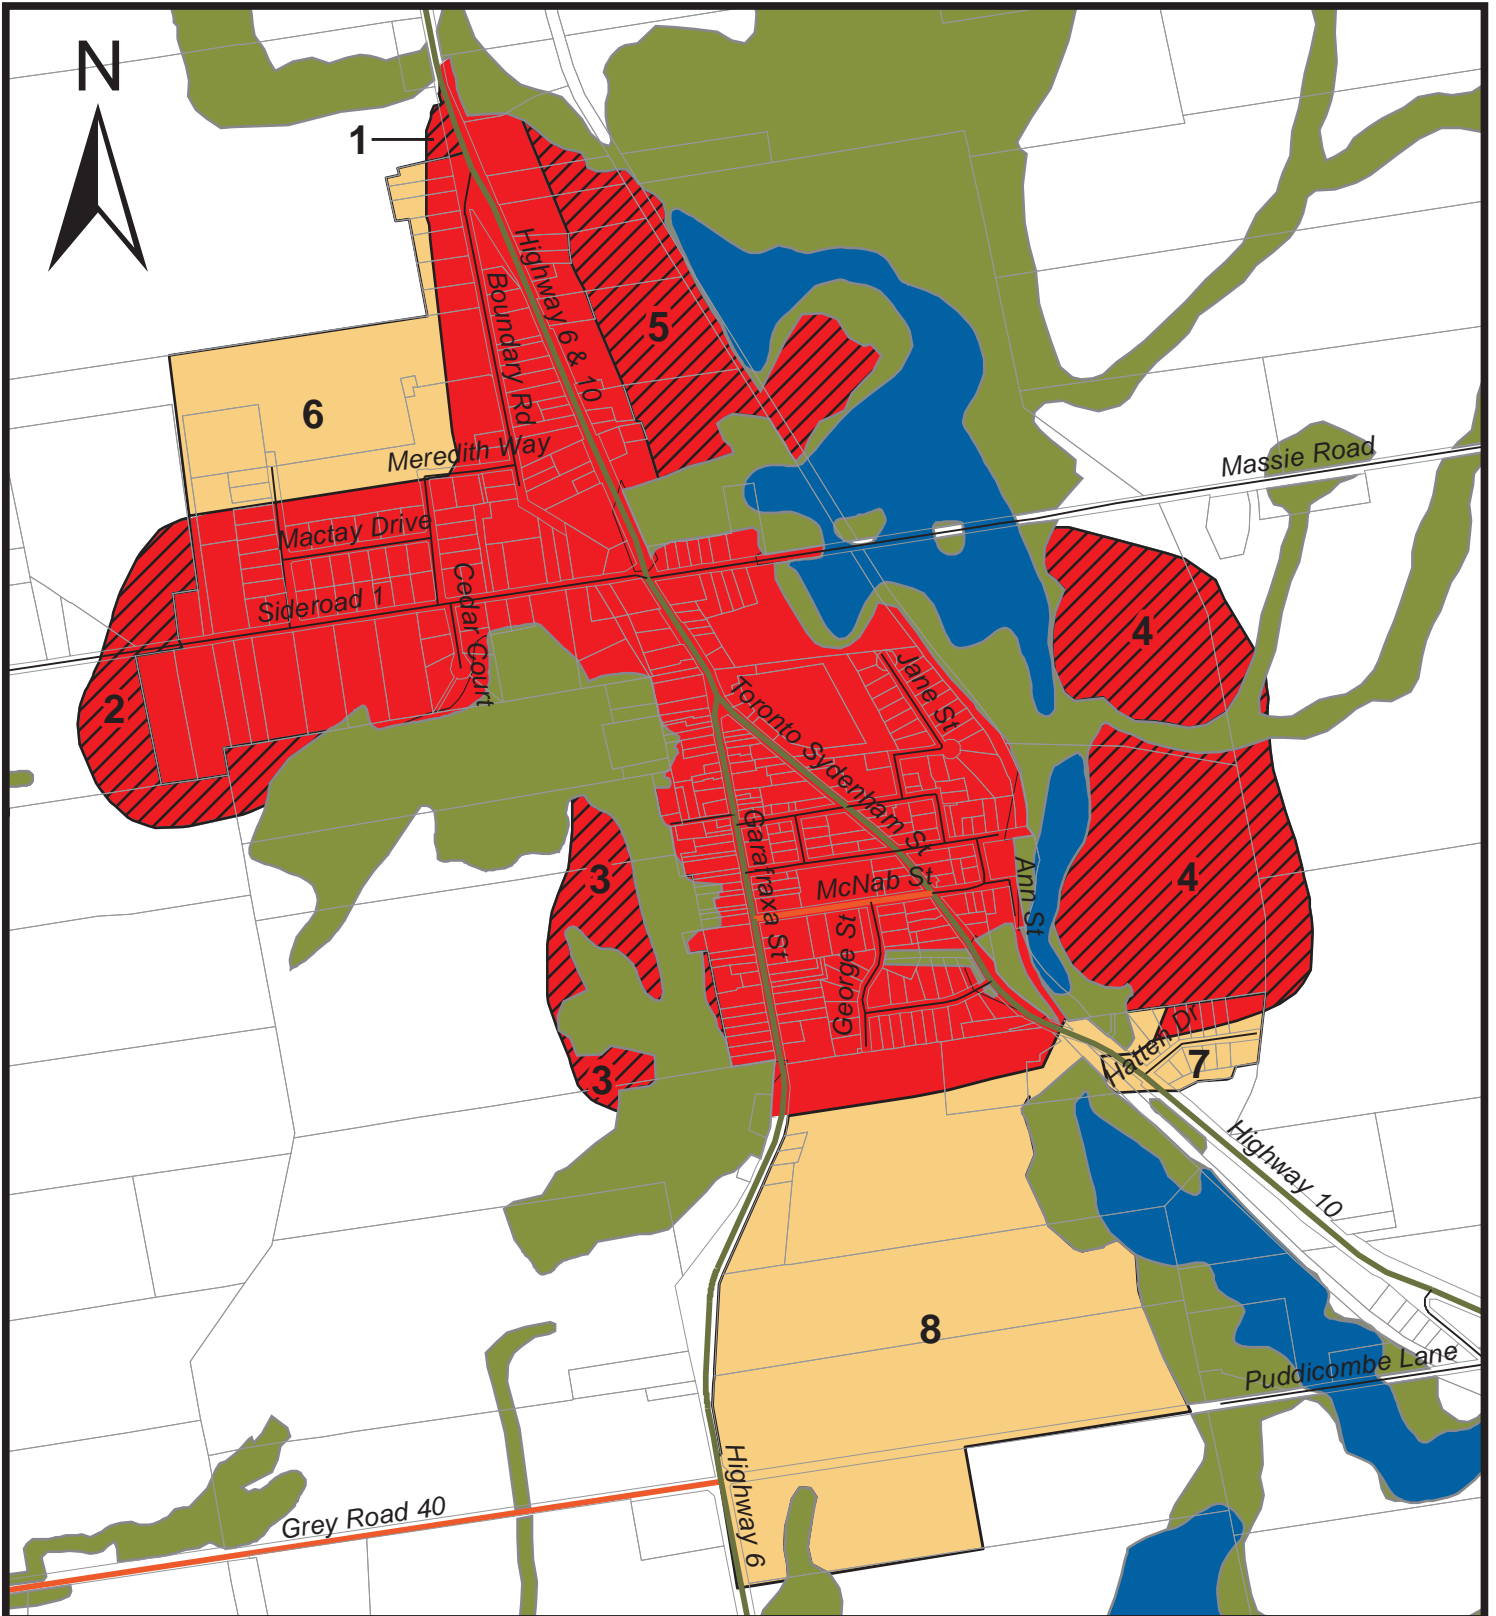 N
1
Highway 6 & 10
Boundary Rd
5
6
Meredith Way
Massie Road
Mactay Drive
Sideroad 1
Cedar Court
4
2
Jane St
Toronto Sydenham St
Garafraxa St
3
McNab St
Ann St
4
George St
3
Hatten Dr
7
Highway 10
8
Puddicombe Lane
Highway 6
Grey Road 40